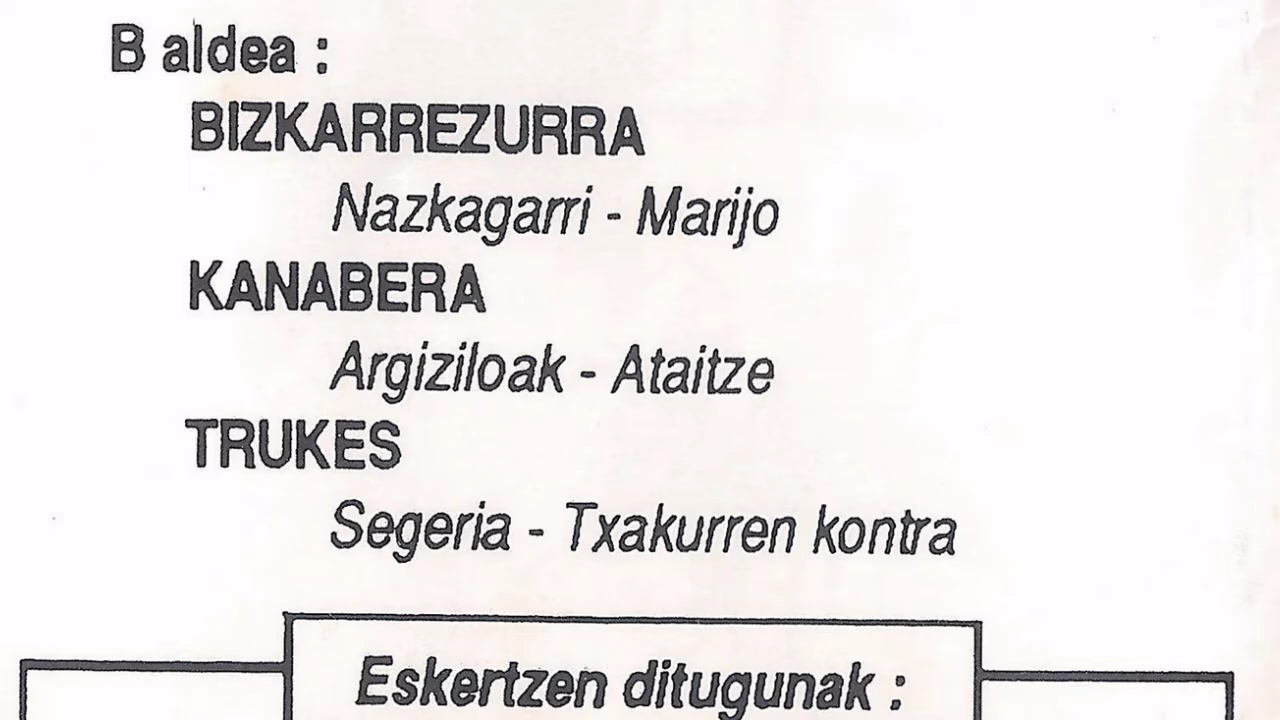 B aldea :
BIZKARREZURRA
Nazkagarri - Marijo
KANABERA
Argiziloak - Ataitze
TRUKES
Segeria - Txakurren kontra
Eskertzen ditugunak :